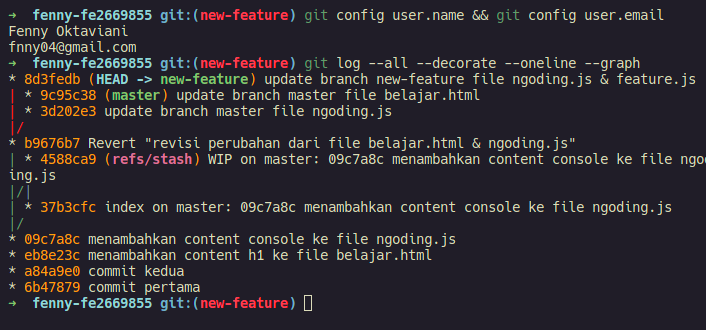 ➜  fenny-fe2669855 git:(new-feature) git config user.name && git config user.email
Fenny Oktaviani
fnny04@gmail.com
➜  fenny-fe2669855 git:(new-feature) git log --all --decorate --oneline --graph
* 8d3fedb (HEAD -> new-feature) update branch new-feature file ngoding.js & feature.js
| * 9c95c38 (master) update branch master file belajar.html
| * 3d202e3 update branch master file ngoding.js
|/
* b9676b7 Revert "revisi perubahan dari file belajar.html & ngoding.js"
| * 4588ca9 (refs/stash) WIP on master: 09c7a8c menambahkan content console ke file ngod
ing.js
|/|
| * 37b3cfc index on master: 09c7a8c menambahkan content console ke file ngoding.js
|/
* 09c7a8c menambahkan content console ke file ngoding.js
* eb8e23c menambahkan content h1 ke file belajar.html
* a84a9e0 commit kedua
* 6b47879 commit pertama
➜  fenny-fe2669855 git:(new-feature)